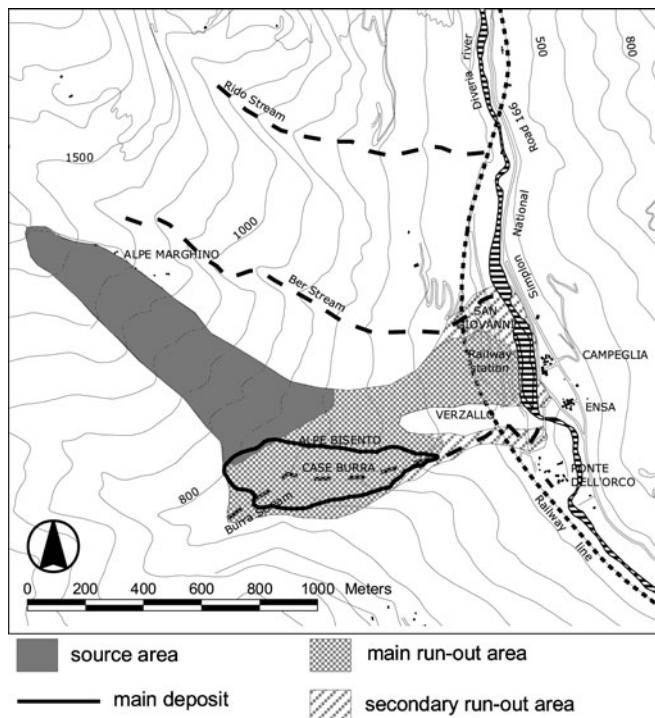 Rido Stream
Diveria river
Road 166
500
800
1500
1000
National
ALPE MARGHINO
Ber Stream
Simplon
SAN
GIOVANNI
Railway
station
CAMPEGLIA
VERZALLO
ENSA
ALPE BISENTO
CASE BURRA
PONTE
DELL'ORCO
800
Burra Stream
Railway
line
0 200 400 600 800 1000 Meters
source area
main run-out area
main deposit
secondary run-out area